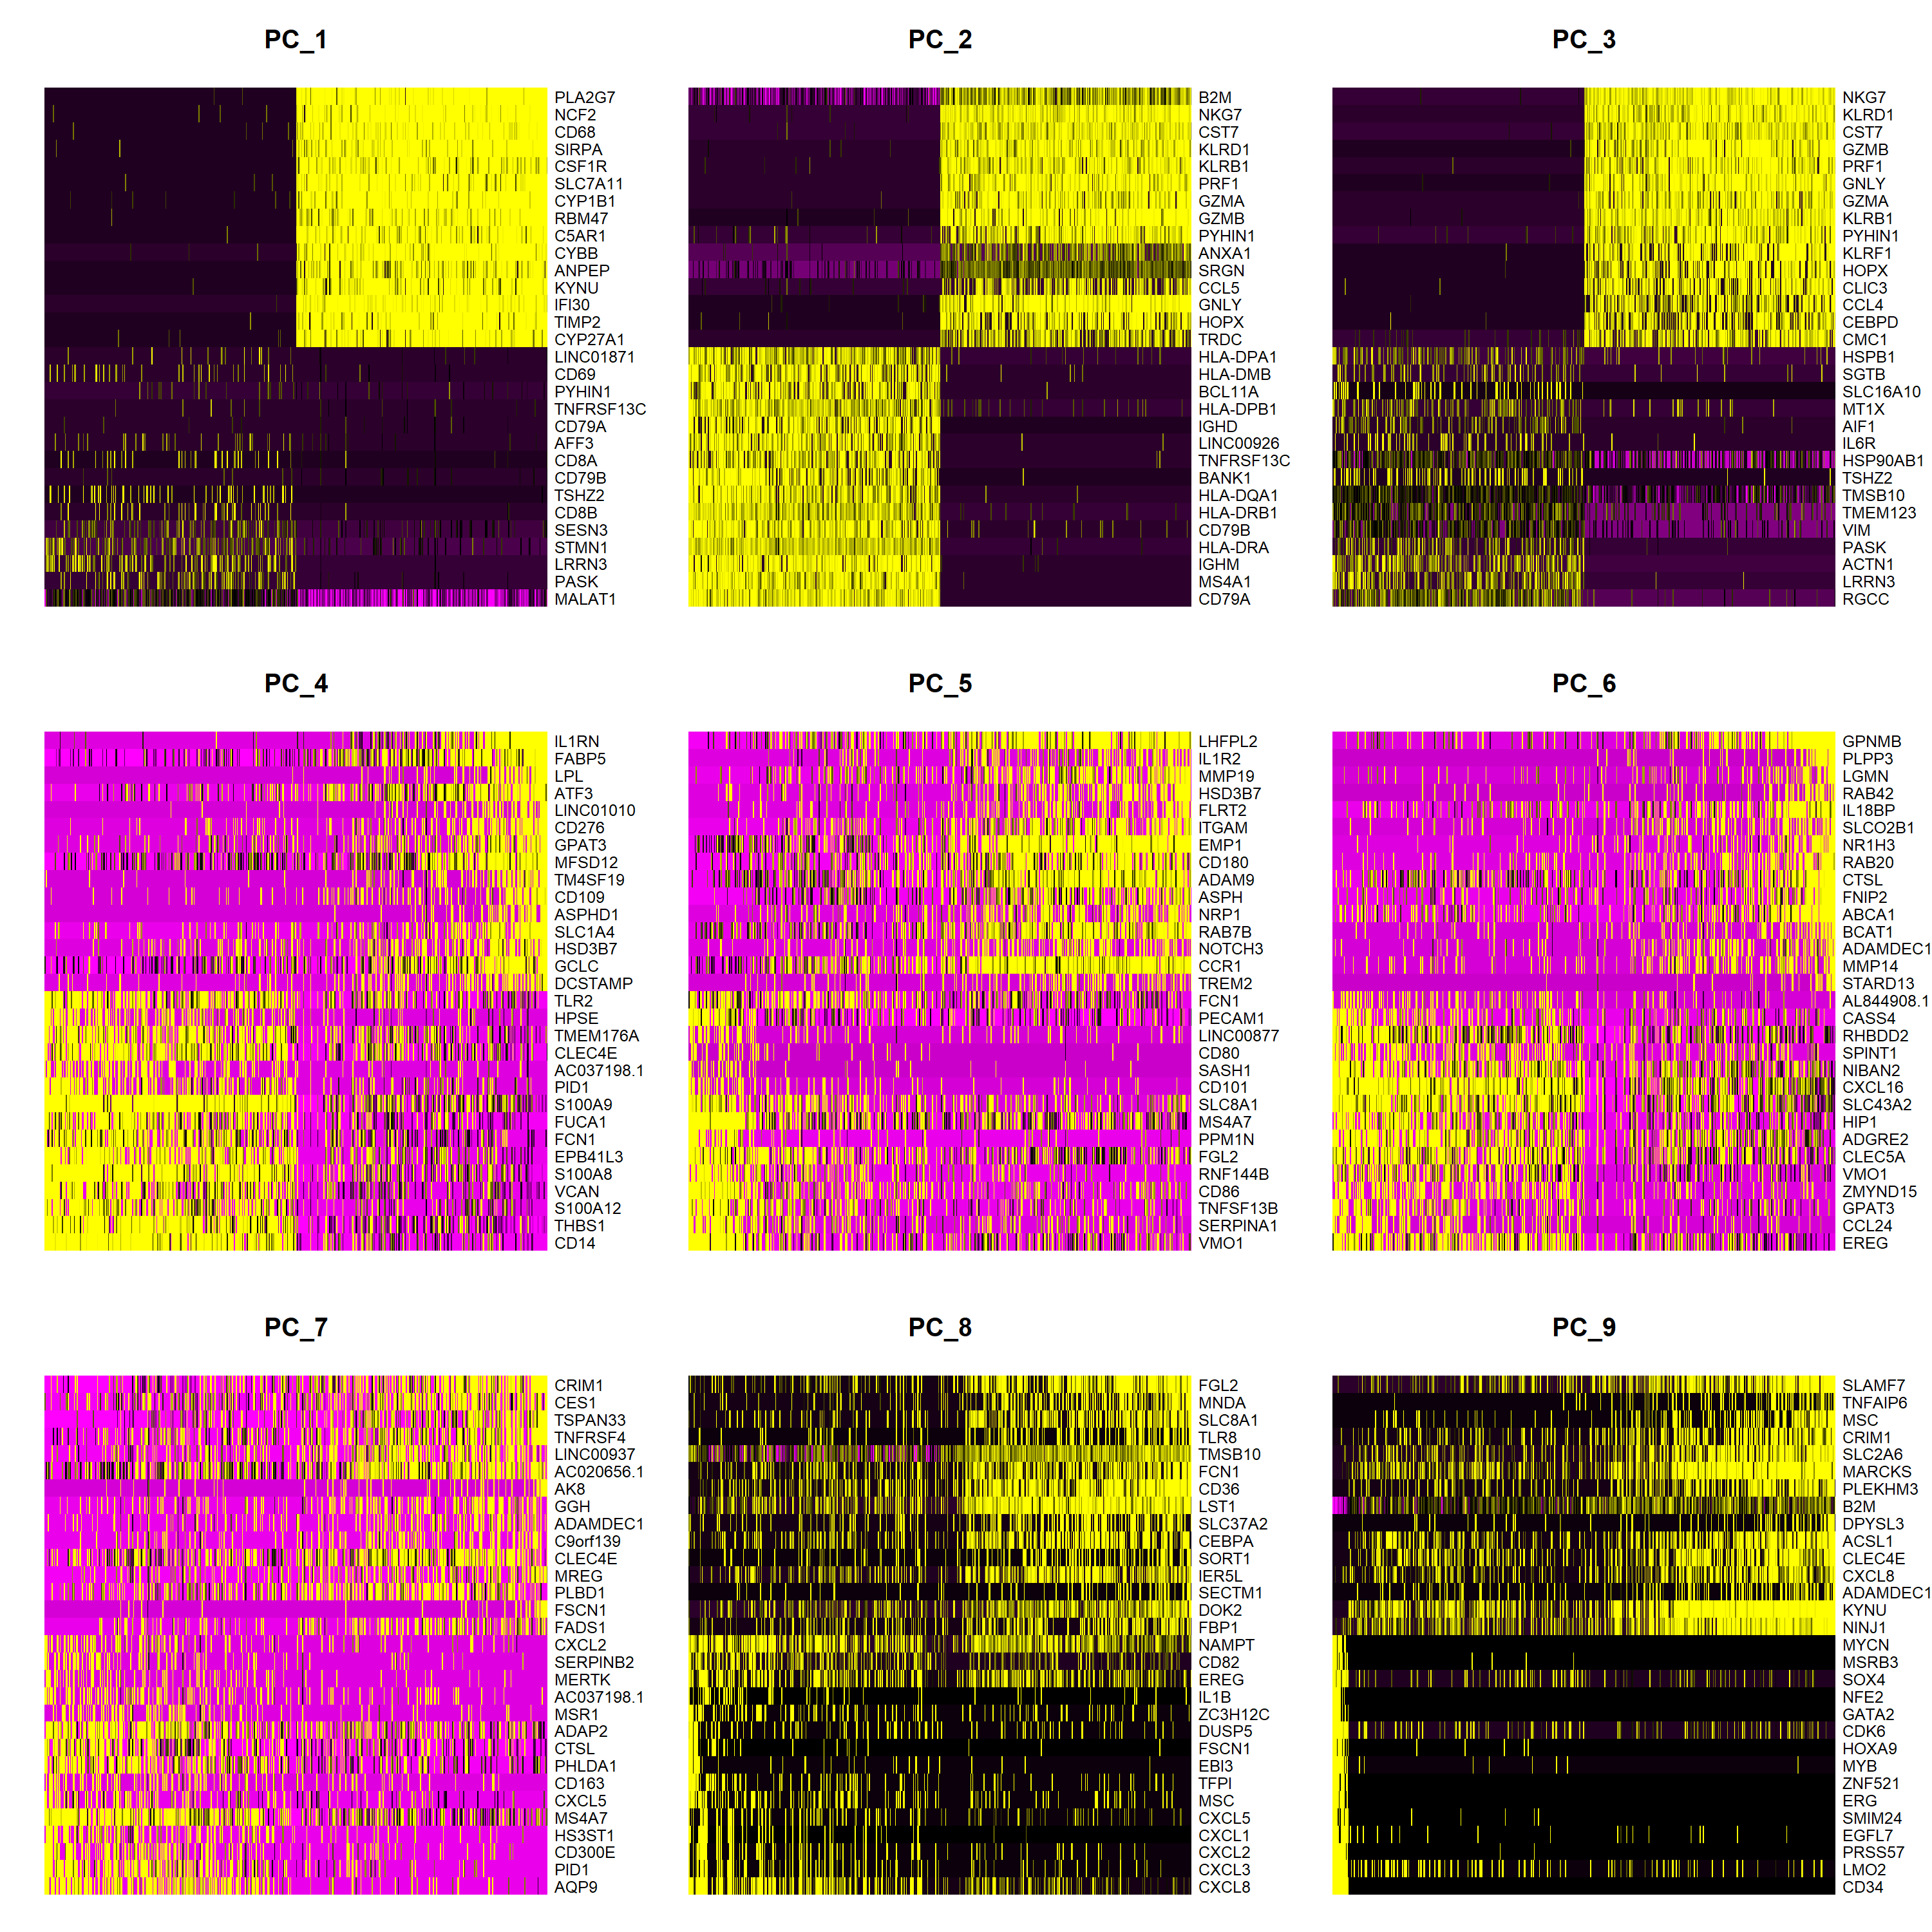 PC_1
PLA2G7
NCF2
CD68
SIRPA
CSF1R
SLC7A11
CYP1B1
RBM47
C5AR1
CYBB
ANPEP
KYNU
IFI30
TIMP2
CYP27A1
LINC01871
CD69
PYHIN1
TNFRSF13C
CD79A
AFF3
CD8A
CD79B
TSHZ2
CD8B
SESN3
STMN1
LRRN3
PASK
MALAT1
PC_2
B2M
NKG7
CST7
KLRD1
KLRB1
PRF1
GZMA
GZMB
PYHIN1
ANXA1
SRGN
CCL5
GNLY
HOPX
TRDC
HLA-DPA1
HLA-DMB
BCL11A
HLA-DPB1
IGHD
LINC00926
TNFRSF13C
BANK1
HLA-DQA1
HLA-DRB1
CD79B
HLA-DRA
IGHM
MS4A1
CD79A
PC_3
NKG7
KLRD1
CST7
GZMB
PRF1
GNLY
GZMA
KLRB1
PYHIN1
KLRF1
HOPX
CLIC3
CCL4
CEBPD
CMC1
HSPB1
SGTB
SLC16A10
MT1X
AIF1
IL6R
HSP90AB1
TSHZ2
TMSB10
TMEM123
VIM
PASK
ACTN1
LRRN3
RGCC
PC_4
IL1RN
FABP5
LPL
ATF3
LINC01010
CD276
GPAT3
MFSD12
TM4SF19
CD109
ASPHD1
SLC1A4
HSD3B7
GCLC
DCSTAMP
TLR2
HPSE
TMEM176A
CLEC4E
AC037198.1
PID1
S100A9
FUCA1
FCN1
EPB41L3
S100A8
VCAN
S100A12
THBS1
CD14
PC_5
LHFPL2
IL1R2
MMP19
HSD3B7
FLRT2
ITGAM
EMP1
CD180
ADAM9
ASPH
NRP1
RAB7B
NOTCH3
CCR1
TREM2
FCN1
PECAM1
LINC00877
CD80
SASH1
CD101
SLC8A1
MS4A7
PPM1N
FGL2
RNF144B
CD86
TNFSF13B
SERPINA1
VMO1
PC_6
GPNMB
PLPP3
LGMN
RAB42
IL18BP
SLCO2B1
NR1H3
RAB20
CTSL
FNIP2
ABCA1
BCAT1
ADAMDEC1
MMP14
STARD13
AL844908.1
CASS4
RHBDD2
SPINT1
NIBAN2
CXCL16
SLC43A2
HIP1
ADGRE2
CLEC5A
VMO1
ZMYND15
GPAT3
CCL24
EREG
PC_7
CRIM1
CES1
TSPAN33
TNFRSF4
LINC00937
AC020656.1
AK8
GGH
ADAMDEC1
C9orf139
CLEC4E
MREG
PLBD1
FSCN1
FADS1
CXCL2
SERPINB2
MERTK
AC037198.1
MSR1
ADAP2
CTSL
PHLDA1
CD163
CXCL5
MS4A7
HS3ST1
CD300E
PID1
AQP9
PC_8
FGL2
MNDA
SLC8A1
TLR8
TMSB10
FCN1
CD36
LST1
SLC37A2
CEBPA
SORT1
IER5L
SECTM1
DOK2
FBP1
NAMPT
CD82
EREG
IL1B
ZC3H12C
DUSP5
FSCN1
EBI3
TFPI
MSC
CXCL5
CXCL1
CXCL2
CXCL3
CXCL8
PC_9
SLAMF7
TNFAIP6
MSC
CRIM1
SLC2A6
MARCKS
PLEKHM3
B2M
DPYSL3
ACSL1
CLEC4E
CXCL8
ADAMDEC1
KYNU
NINJ1
MYCN
MSRB3
SOX4
NFE2
GATA2
CDK6
HOXA9
MYB
ZNF521
ERG
SMIM24
EGFL7
PRSS57
LMO2
CD34